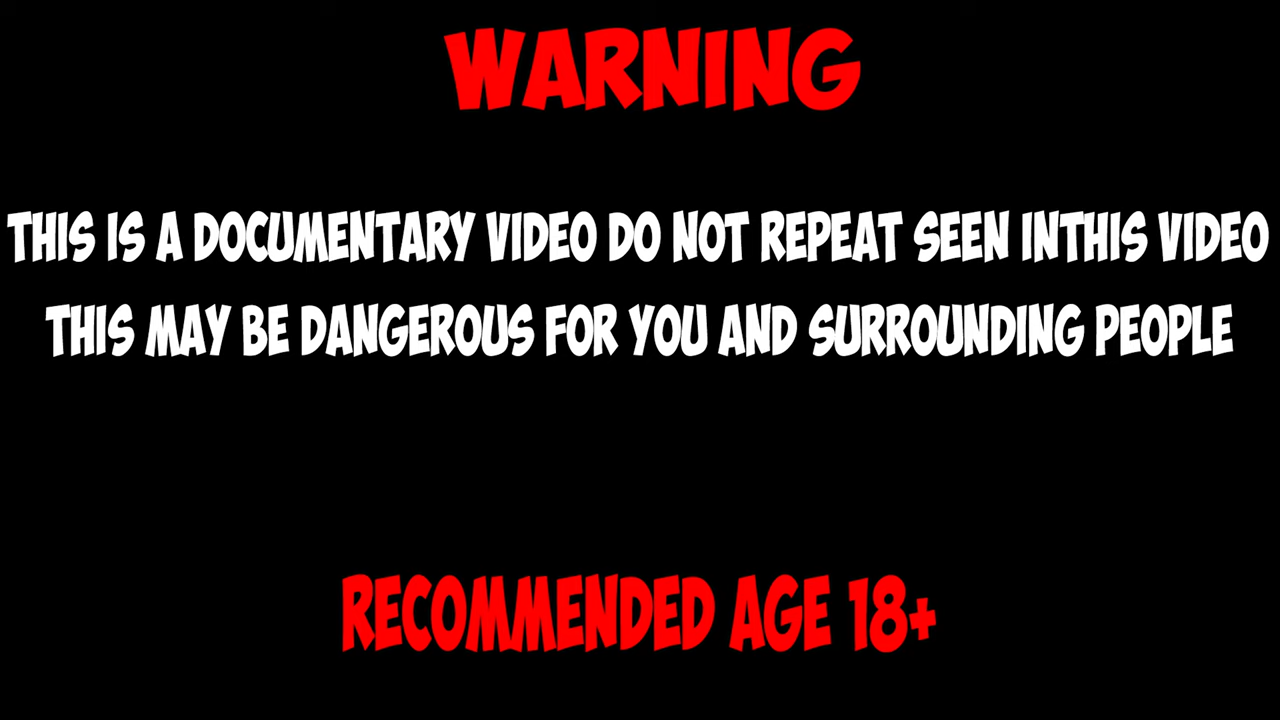 WARNING
THIS IS A DOCUMENTARY VIDEO DO NOT REPEAT SEEN INTHIS VIDEO
THIS MAY BE DANGEROUS FOR YOU AND SURROUNDING PEOPLE
RECOMMENDED AGE 18+